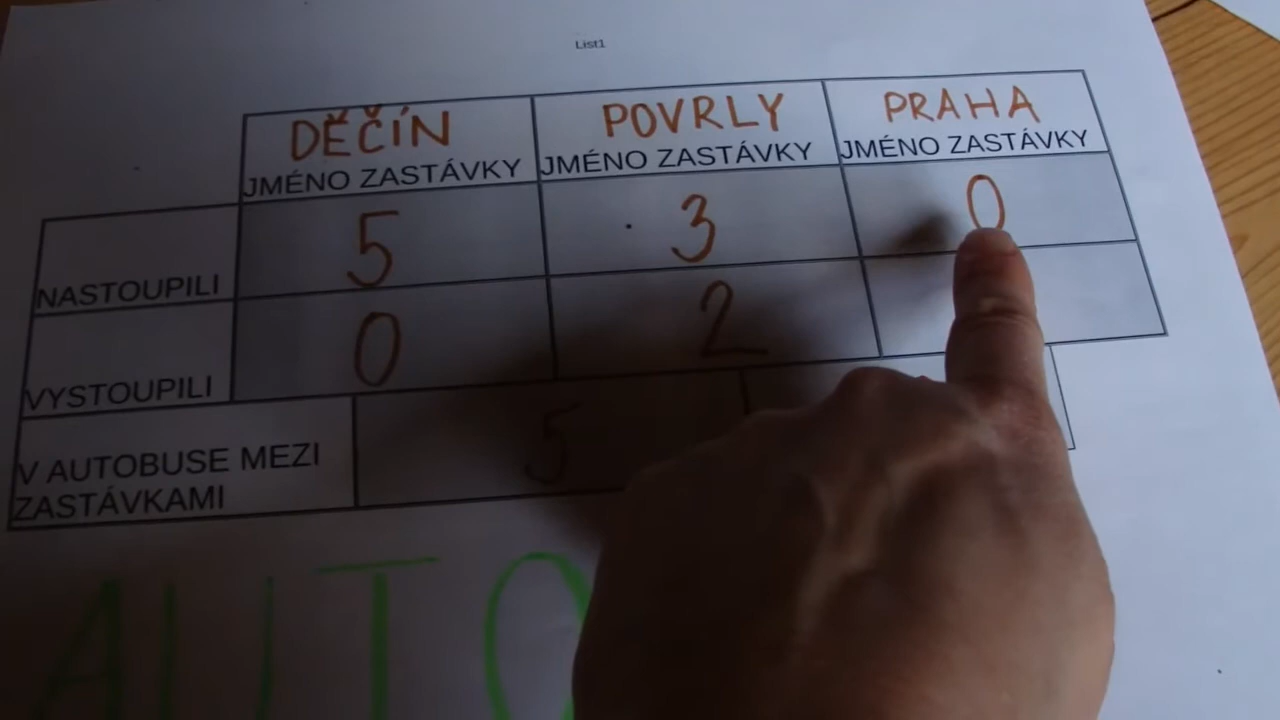 List1
DĚČÍN POVRLY PRAHA
JMÉNO ZASTÁVKY JMÉNO ZASTÁVKY JMÉNO ZASTÁVKY
NASTOUPILI 5 3 0
VYSTOUPILI 0 2
V AUTOBUSE MEZI
ZASTÁVKAMI 5
AUTO